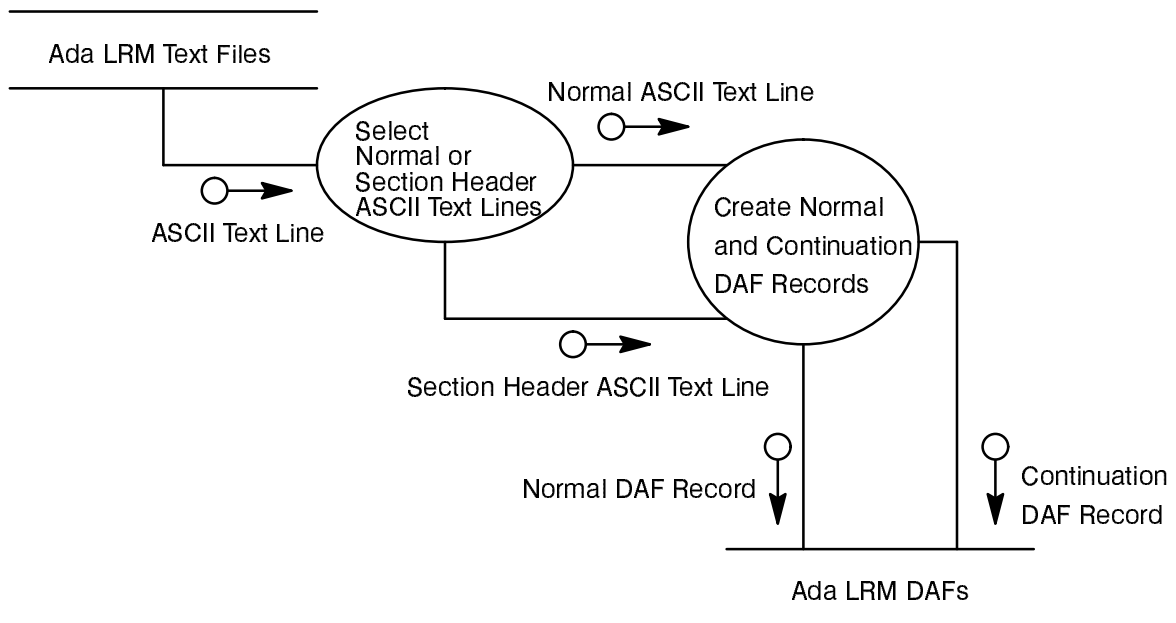 Ada LRM Text Files
Normal ASCII Text Line
Select
Normal or
Section Header
ASCII Text Lines
ASCII Text Line
Create Normal
and Continuation
DAF Records
Section Header ASCII Text Line
Normal DAF Record
Continuation
DAF Record
Ada LRM DAFs